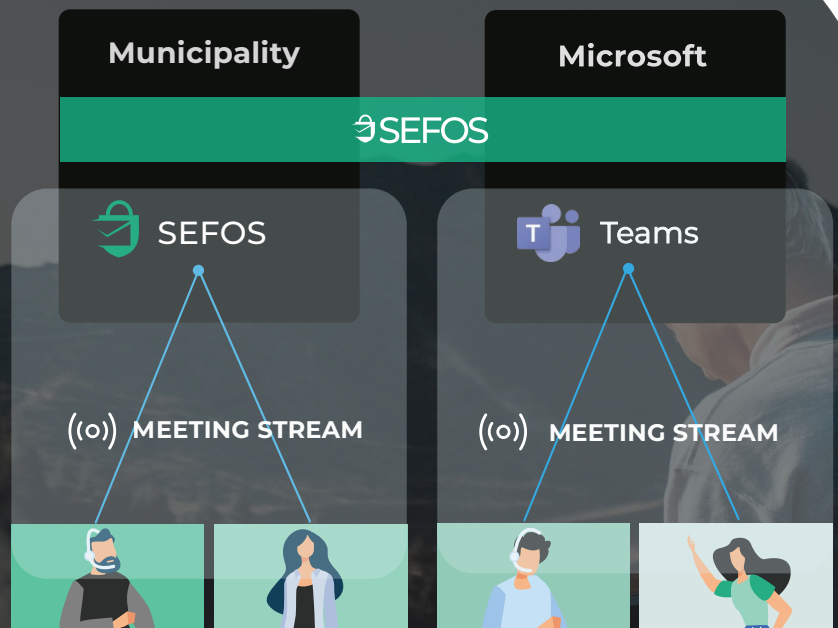 Municipality
Microsoft
SEFOS
SEFOS
T Teams
MEETING STREAM
MEETING STREAM